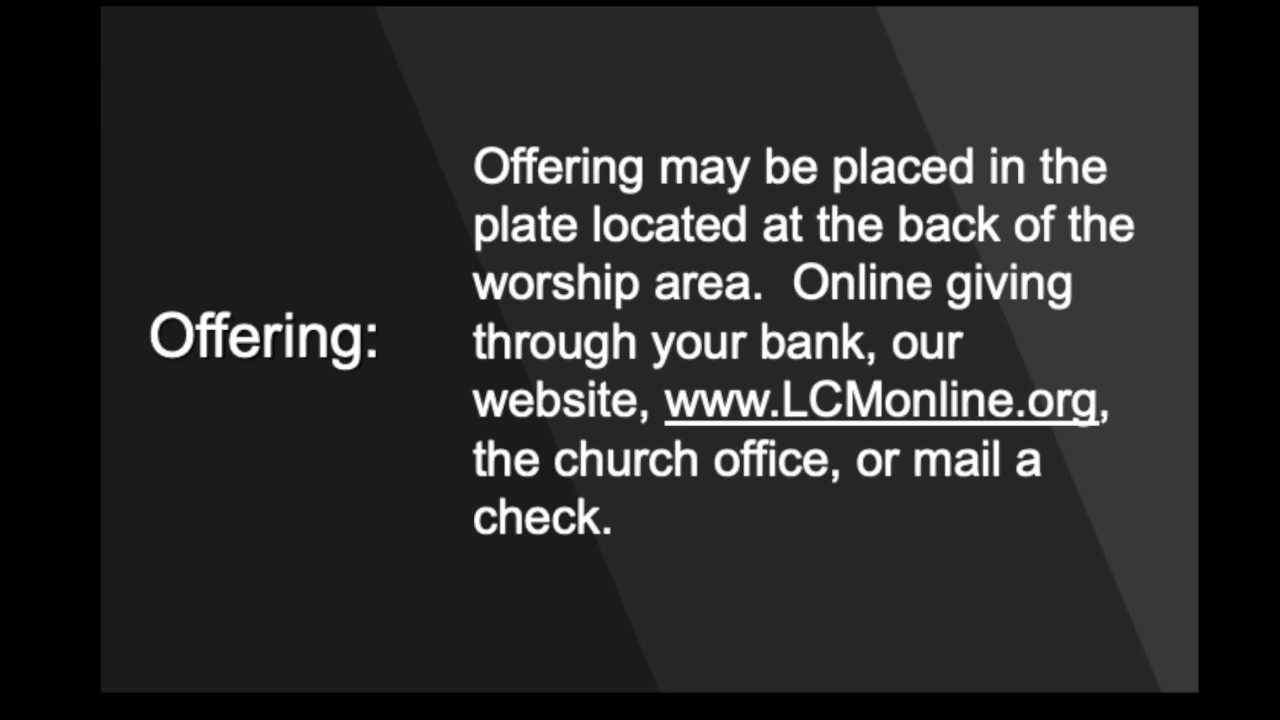 Offering:
Offering may be placed in the
plate located at the back of the
worship area.  Online giving
through your bank, our
website, www.LCMonline.org,
the church office, or mail a
check.